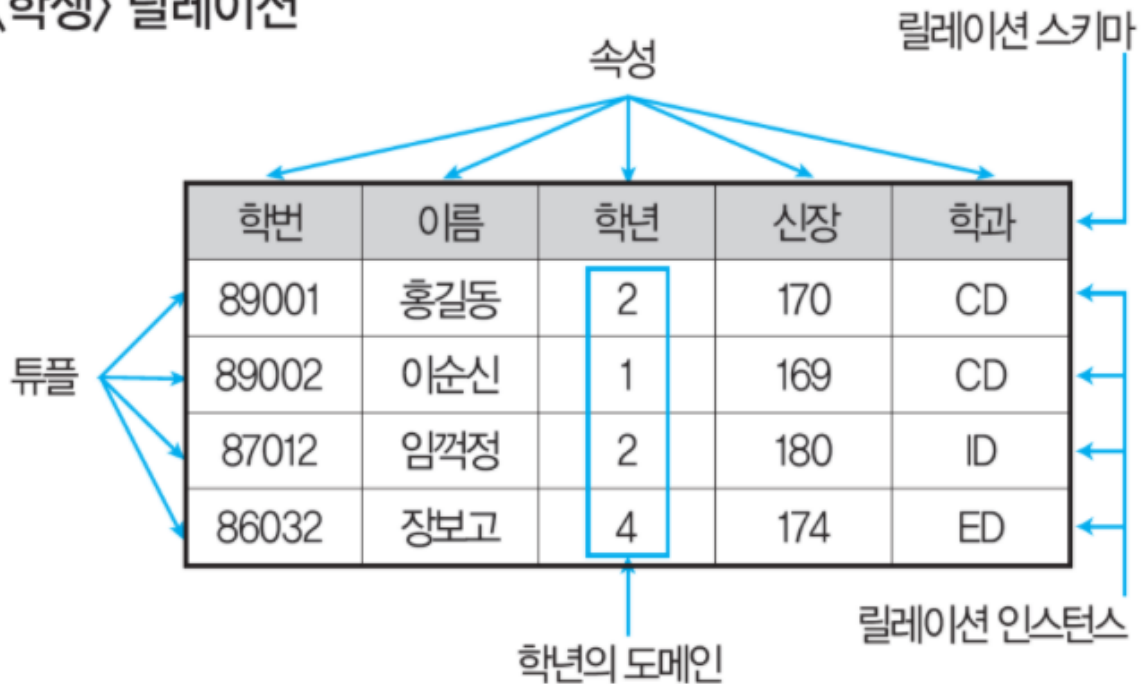 〈학생〉 릴레이션
릴레이션 스키마
속성
학번 이름 학년 신장 학과
89001 홍길동 2 170 CD
89002 이순신 1 169 CD
튜플
87012 임꺽정 2 180 ID
86032 장보고 4 174 ED
릴레이션 인스턴스
학년의 도메인